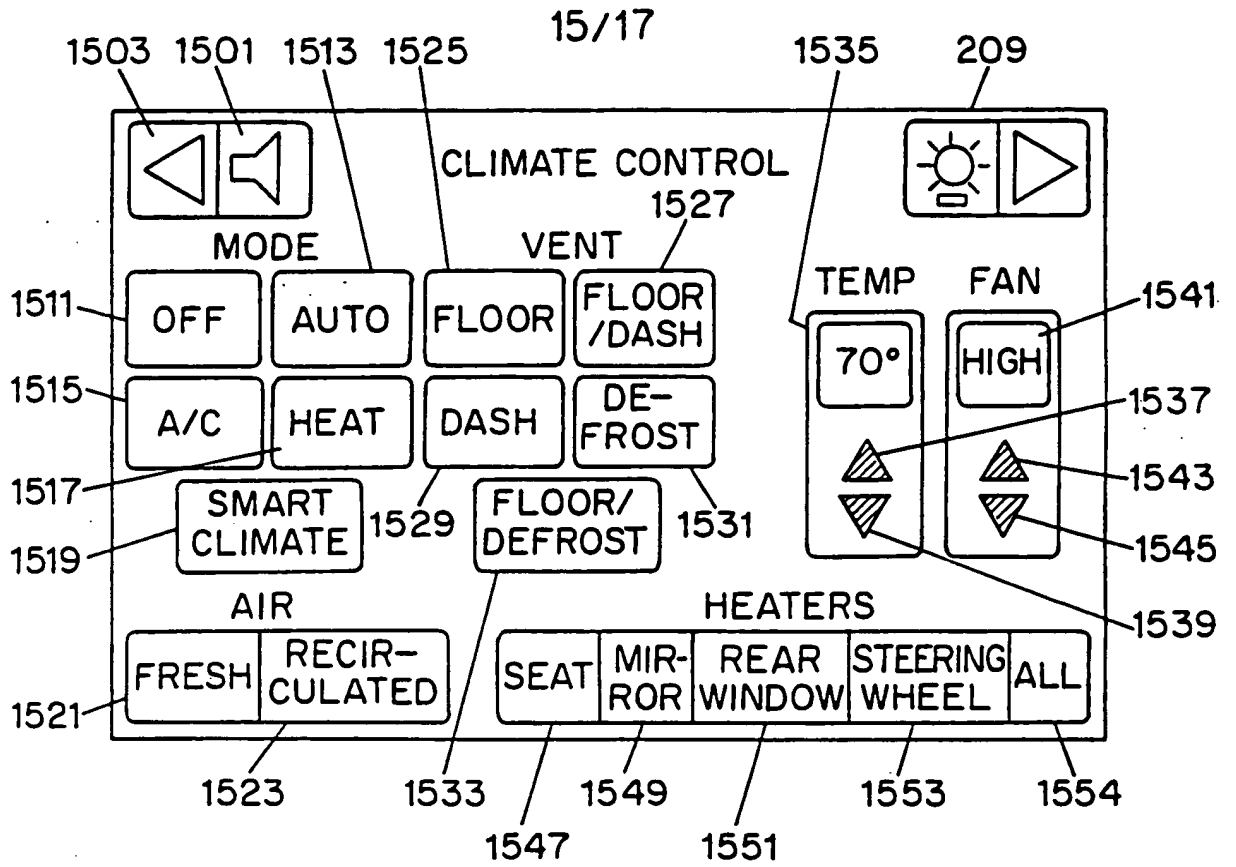 15/17
1503 1501 1513 1525 1535 209
CLIMATE CONTROL
1527
MODE VENT
TEMP FAN
1511 OFF AUTO FLOOR FLOOR
/DASH
70° HIGH 1541
1515 A/C HEAT DASH DE-
FROST
1537
1517 1543
1519 SMART
CLIMATE
1529 FLOOR/
DEFROST
1531 1545
AIR HEATERS
1539
1521 FRESH RECIR-
CULATED
SEAT MIR-
ROR
REAR
WINDOW
STEERING
WHEEL
ALL
1523 1533 1549 1553 1554
1547 1551